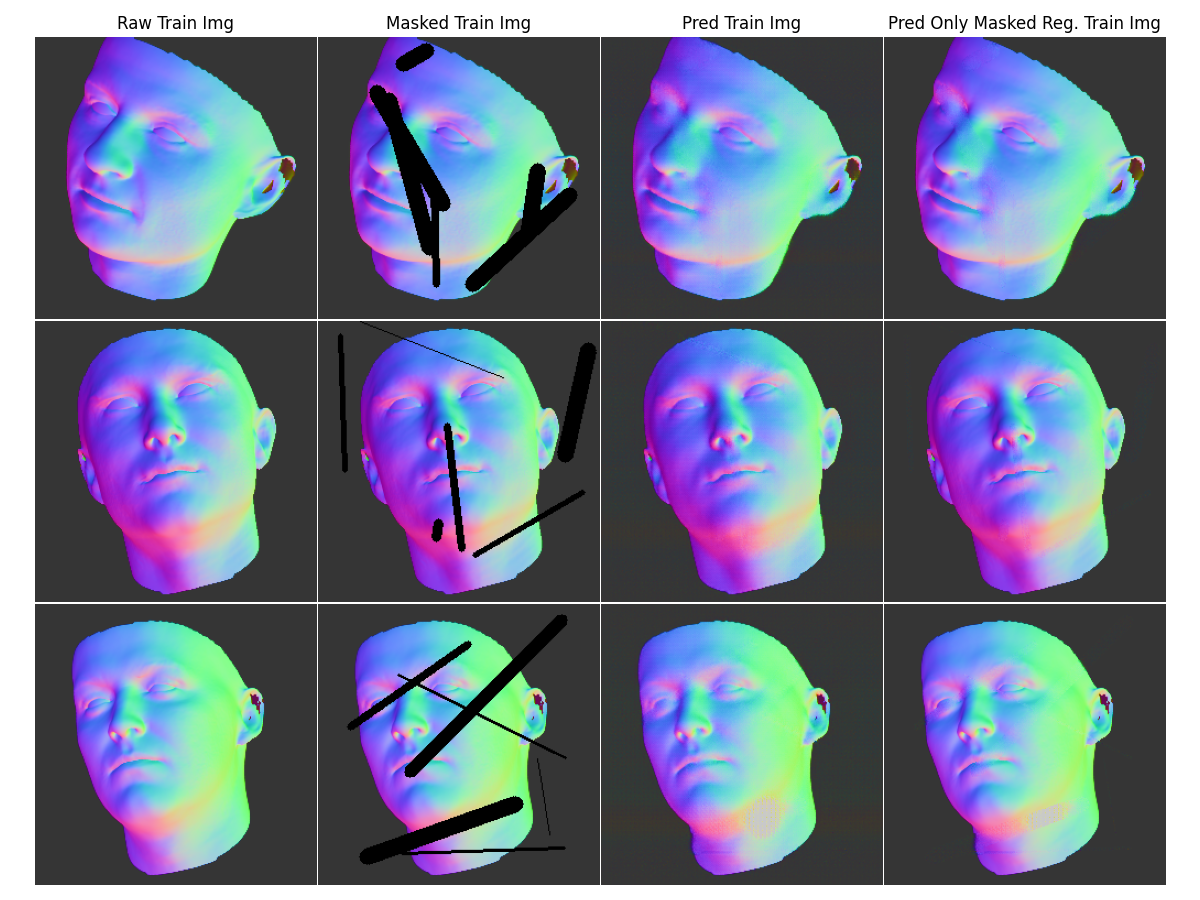 Raw Train Img
Masked Train Img
Pred Train Img
Pred Only Masked Reg. Train Img